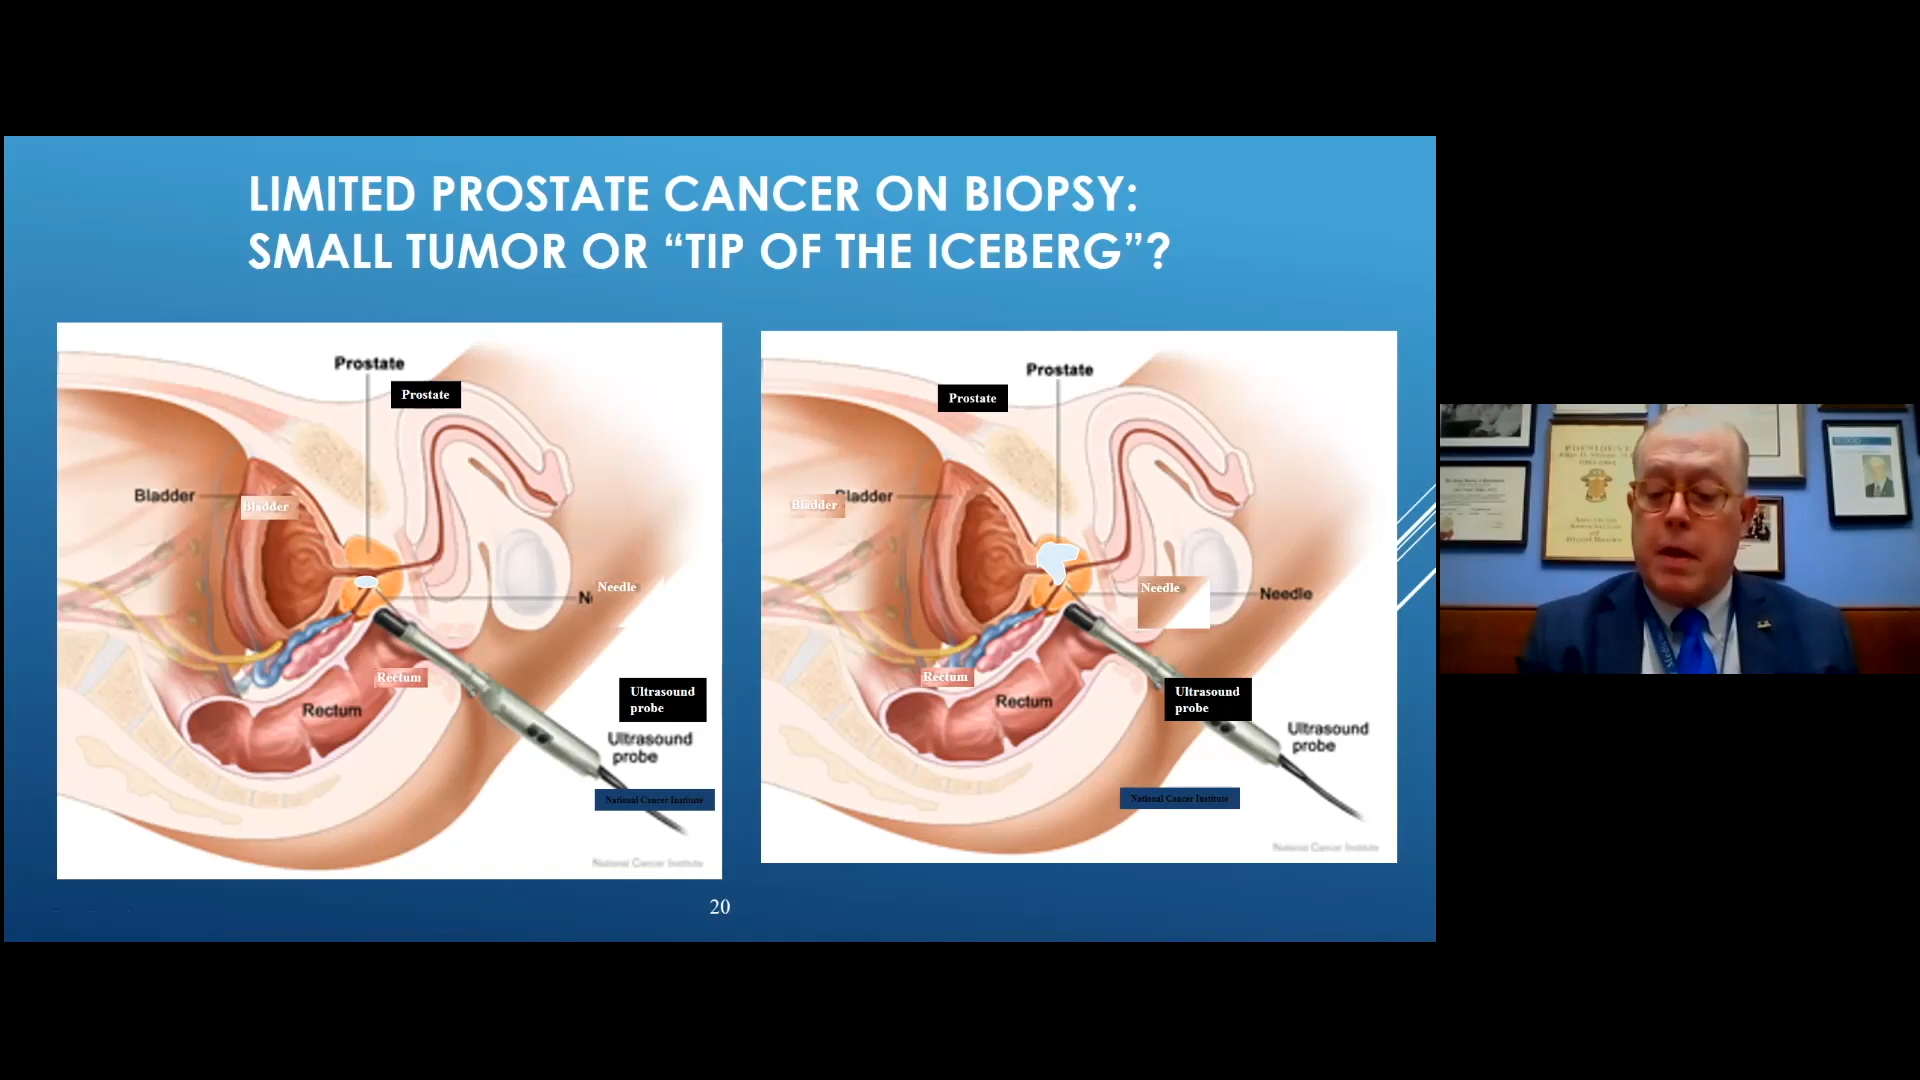 LIMITED PROSTATE CANCER ON BIOPSY:
SMALL TUMOR OR “TIP OF THE ICEBERG”?
Prostate
Prostate
Bladder
Bladder
Needle
Rectum
Rectum
Ultrasound
probe
Ultrasound
probe
National Cancer Institute
National Cancer Institute
Prostate
Prostate
Bladder
Bladder
Needle
Needle
Rectum
Rectum
Ultrasound
probe
Ultrasound
probe
National Cancer Institute
National Cancer Institute
20
PRESIDENT